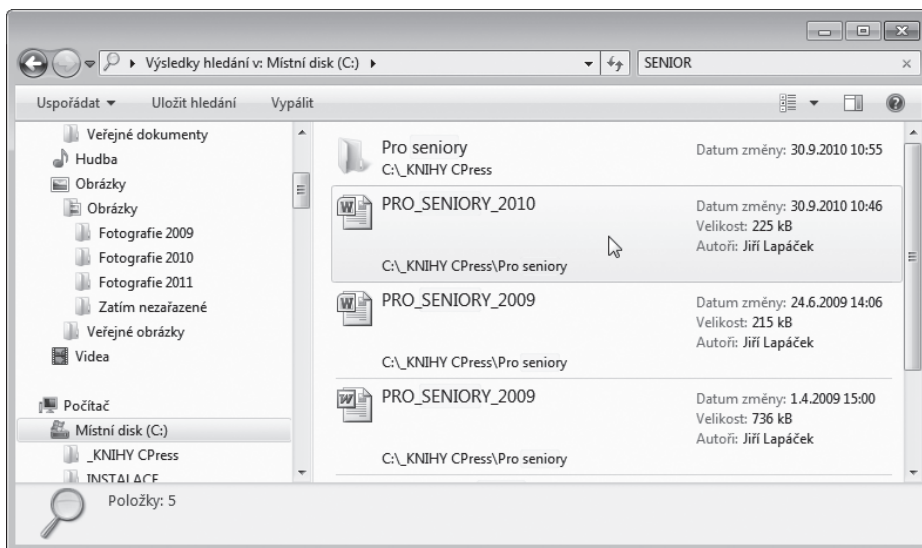 Výsledky hledání v: Místní disk (C:)
SENIOR
Uspořádat
Uložit hledání
Vypálit
Veřejné dokumenty
Hudba
Obrázky
Obrázky
Fotografie 2009
Fotografie 2010
Fotografie 2011
Zatím nezařazené
Veřejné obrázky
Videa
Počítač
Místní disk (C:)
_KNIHY CPress
INSTALACE
Pro seniory
C:\_KNIHY CPress
Datum změny: 30.9.2010 10:55
PRO_SENIORY_2010
C:\_KNIHY CPress\Pro seniory
Datum změny: 30.9.2010 10:46
Velikost: 225 kB
Autoři: Jiří Lapáček
PRO_SENIORY_2009
C:\_KNIHY CPress\Pro seniory
Datum změny: 24.6.2009 14:06
Velikost: 215 kB
Autoři: Jiří Lapáček
PRO_SENIORY_2009
C:\_KNIHY CPress\Pro seniory
Datum změny: 1.4.2009 15:00
Velikost: 736 kB
Autoři: Jiří Lapáček
Položky: 5